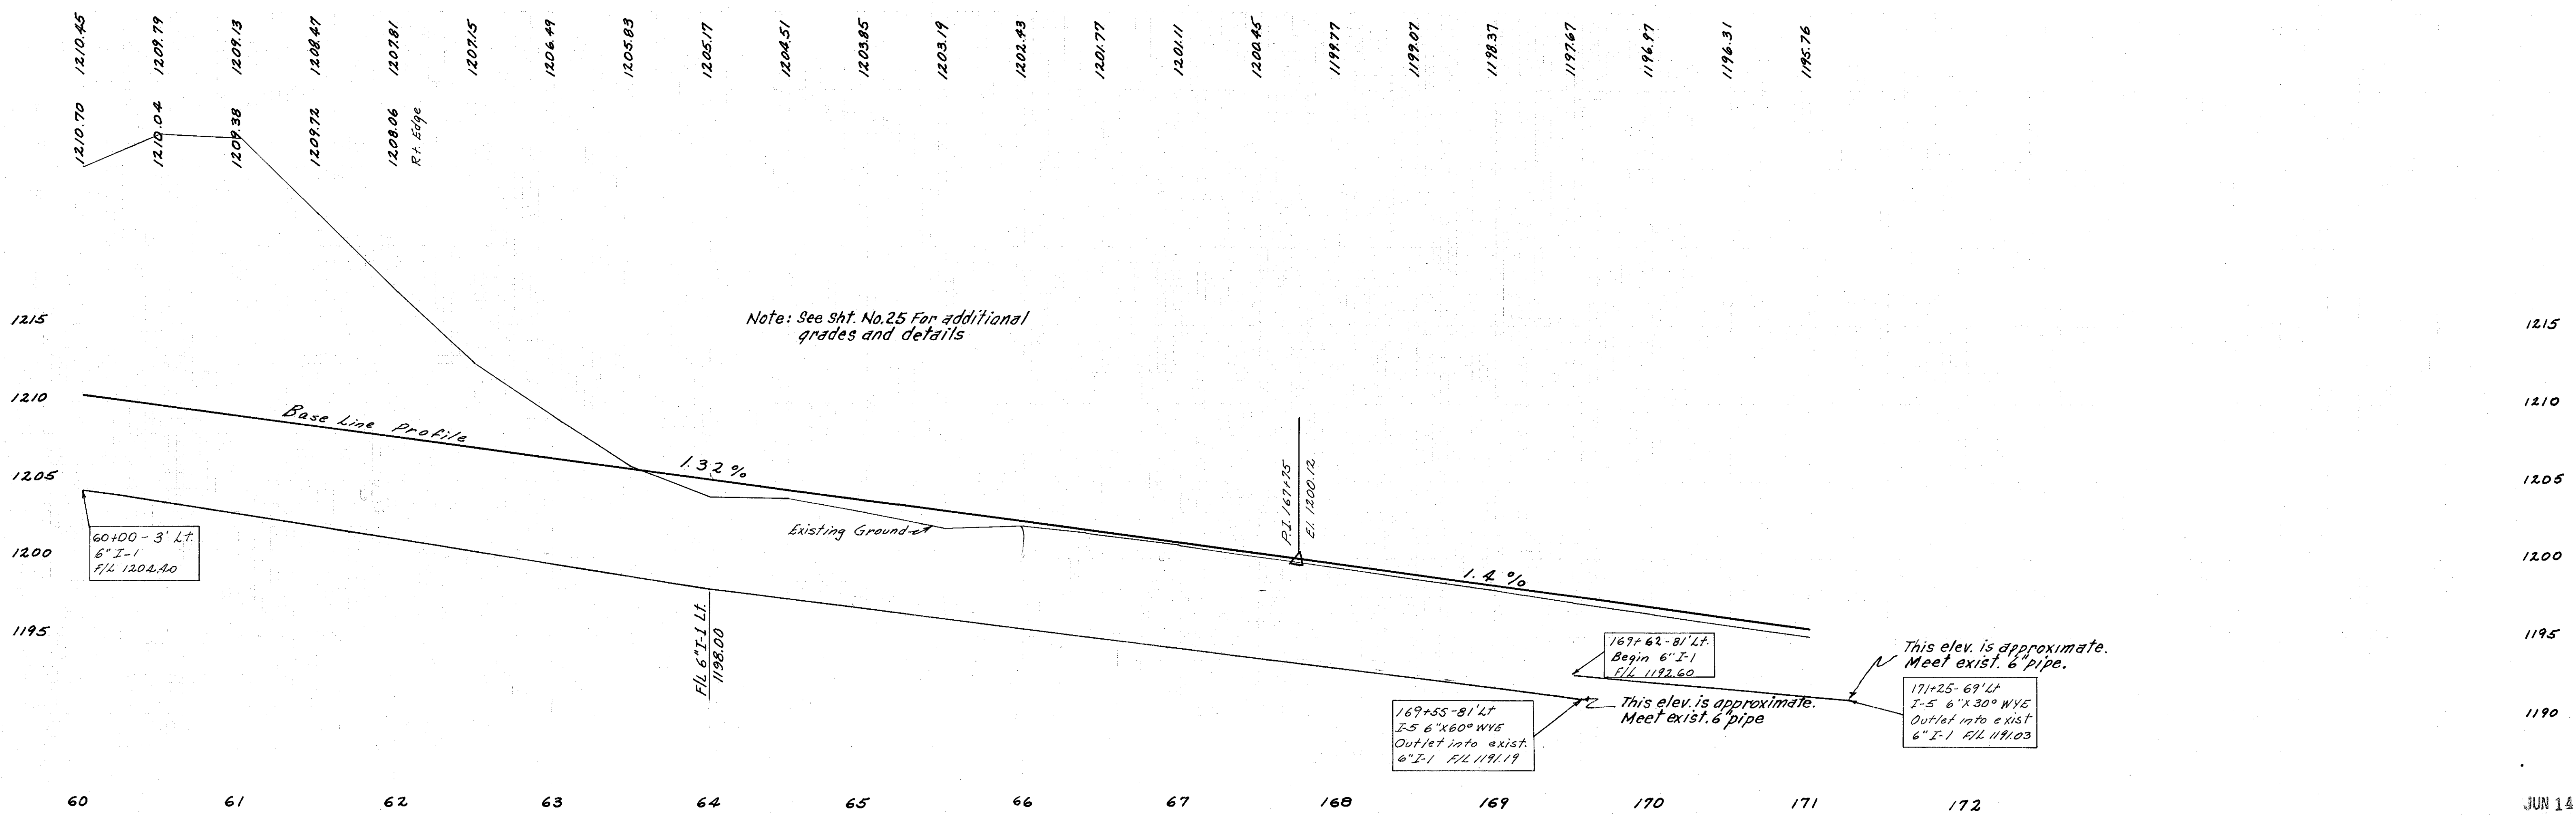 1210.45 1209.79 1209.13 1208.47 1207.81 1207.15 1206.49 1205.83 1205.17 1204.51 1203.85 1203.19 1202.43 1201.77 1201.11 1200.45 1199.77 1199.07 1198.37 1197.67 1196.97 1196.31 1195.76
1210.70 1210.04 1209.38 1209.72 1208.06
Rt. Edge
Note: See Sht. No. 25 For additional
grades and details
1215
1210
1205
1200
1195
Base Line Profile
1.32%
Existing Ground
60+00 - 3' Lt.
6" I-1
F/L 1204.40
F/L 6" I-1 Lt.
1198.00
P.I. 167+75
El. 1200.12
1.4 %
169+62-81' Lt.
Begin 6" I-1
F/L 1192.60
169+55-81' Lt
I-5 6"X60° WYE
Outlet into exist.
6" I-1 F/L 1191.19
This elev. is approximate.
Meet exist. 6" pipe
This elev. is approximate.
Meet exist. 6" pipe.
171+25-69' Lt
I-5 6"X30° WYE
Outlet into exist
6" I-1 F/L 1191.03
1215
1210
1205
1200
1195
1190
60 61 62 63 64 65 66 67 168 169 170 171 172
JUN 14